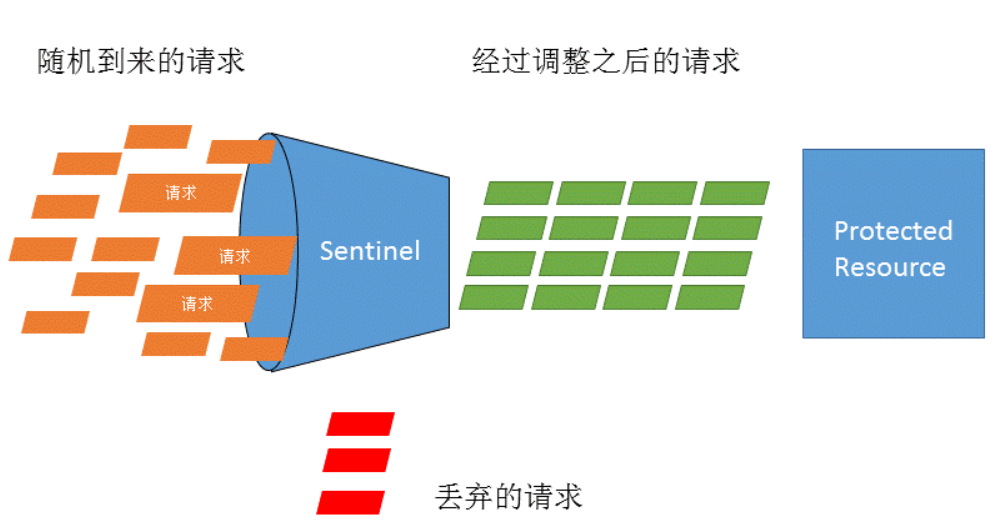 随机到来的请求
经过调整之后的请求
请求
请求
请求
Sentinel
Protected
Resource
丢弃的请求